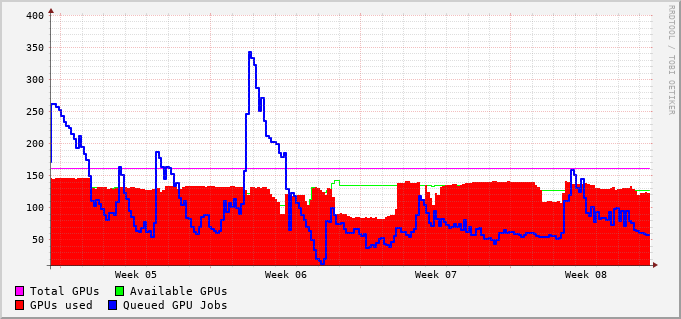 400
350
300
250
200
150
100
50
Week 05 Week 06 Week 07 Week 08
Total GPUs Available GPUs
GPUs used Queued GPU Jobs
RRDTOOL / TOBI OETIKER